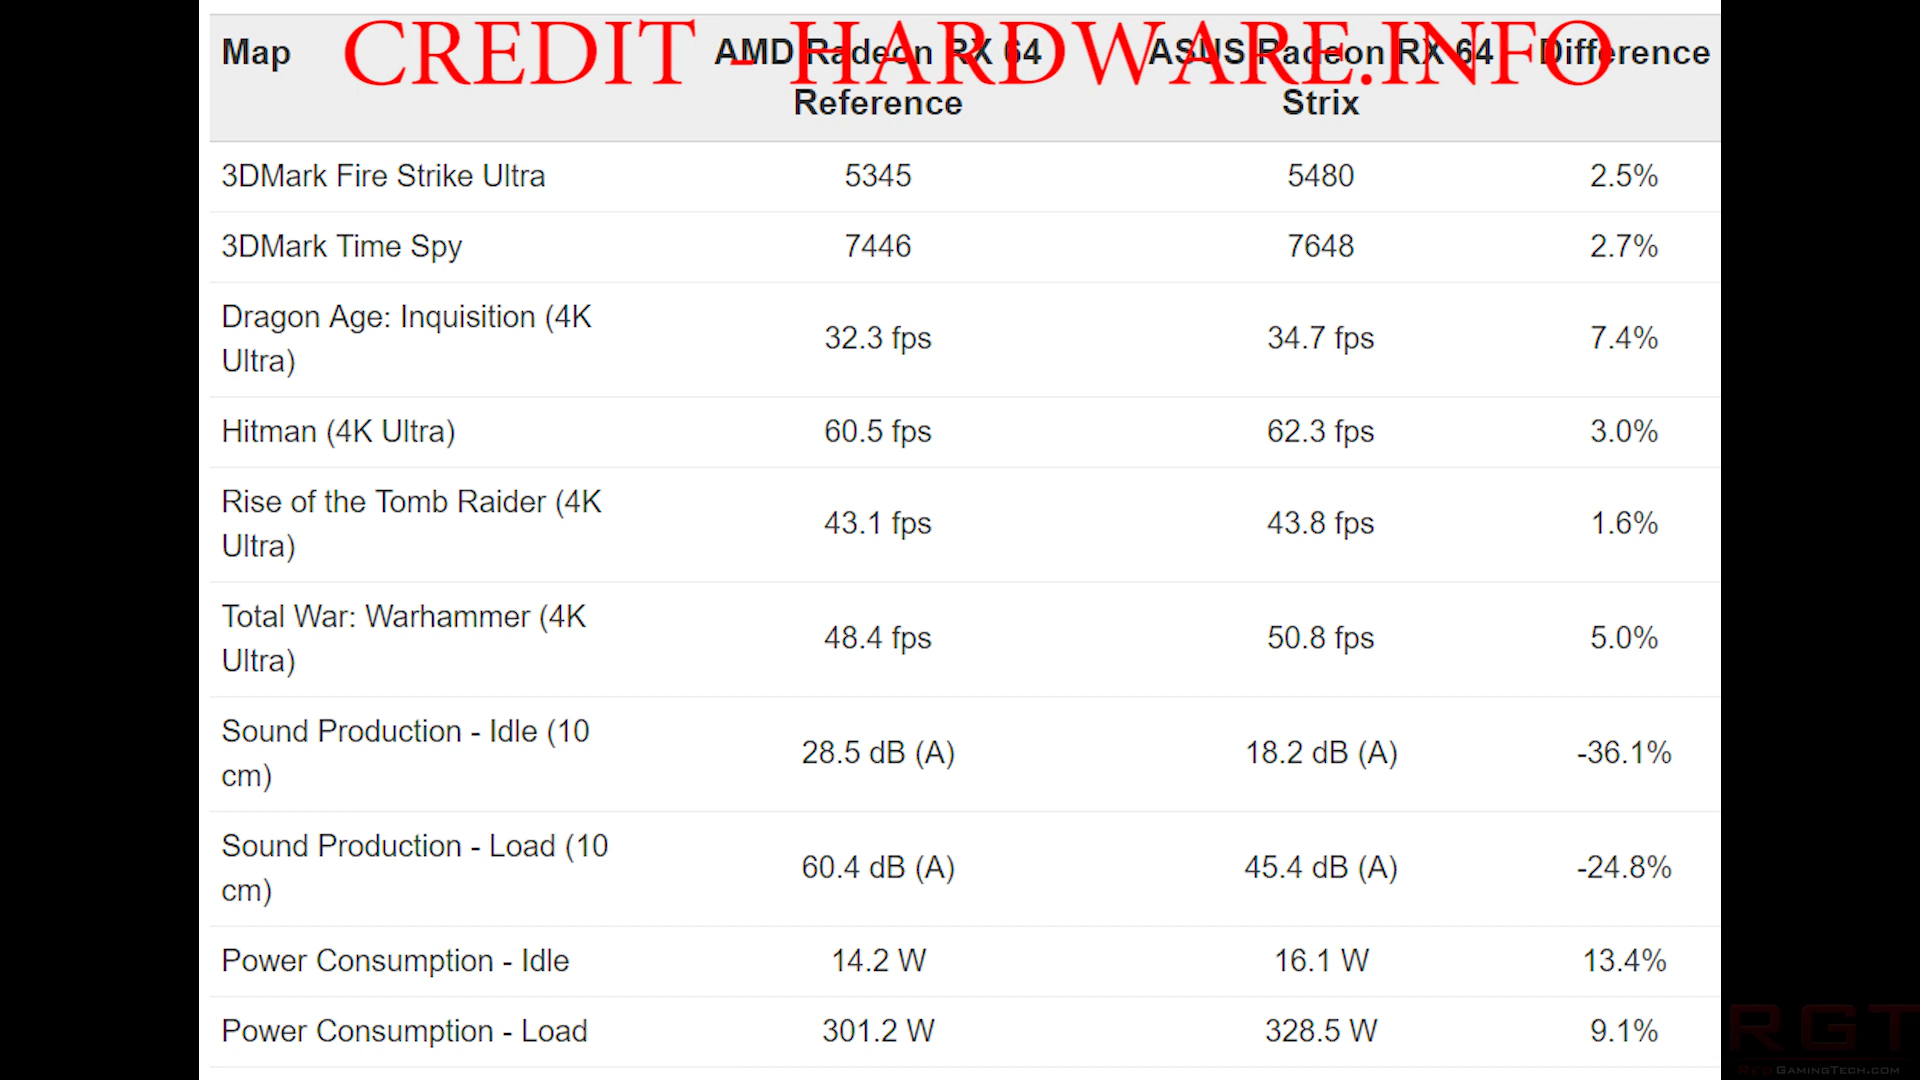 CREDIT - HARDWARE.INFO
Map AMD Radeon RX 64 ASUS Radeon RX 64 Difference
Reference Strix
3DMark Fire Strike Ultra 5345 5480 2.5%
3DMark Time Spy 7446 7648 2.7%
Dragon Age: Inquisition (4K
Ultra) 32.3 fps 34.7 fps 7.4%
Hitman (4K Ultra) 60.5 fps 62.3 fps 3.0%
Rise of the Tomb Raider (4K
Ultra) 43.1 fps 43.8 fps 1.6%
Total War: Warhammer (4K
Ultra) 48.4 fps 50.8 fps 5.0%
Sound Production - Idle (10
cm) 28.5 dB (A) 18.2 dB (A) -36.1%
Sound Production - Load (10
cm) 60.4 dB (A) 45.4 dB (A) -24.8%
Power Consumption - Idle 14.2 W 16.1 W 13.4%
Power Consumption - Load 301.2 W 328.5 W 9.1%
RGT
REDGAMINGTECH.COM